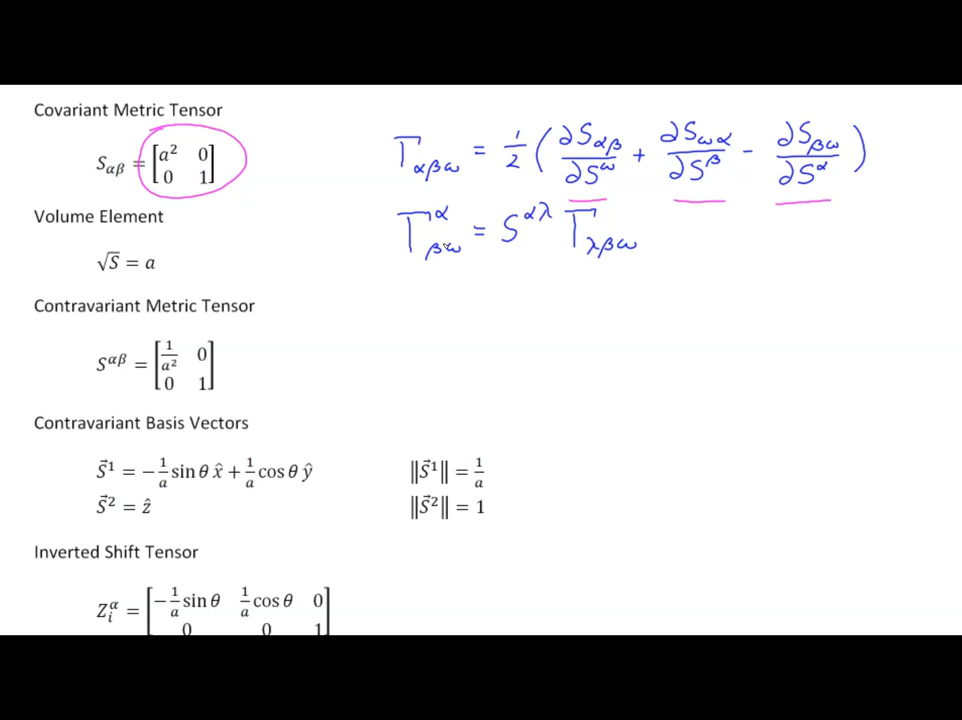 Covariant Metric Tensor
S_{αβ} = [a² 0; 0 1]
Γ_{αβω} = 1/2 (∂S_{αβ}/∂S^ω + ∂S_{ωα}/∂S^β − ∂S_{βω}/∂S^α)
Volume Element
Γ^α_{βω} = S^{αλ} Γ_{λβω}
√S = a
Contravariant Metric Tensor
S^{αβ} = [1/a² 0; 0 1]
Contravariant Basis Vectors
S⃗¹ = −1/a sin θ x̂ + 1/a cos θ ŷ    ‖S⃗¹‖ = 1/a
S⃗² = ẑ    ‖S⃗²‖ = 1
Inverted Shift Tensor
Z_i^α = [−1/a sin θ 1/a cos θ 0; 0 0 1]